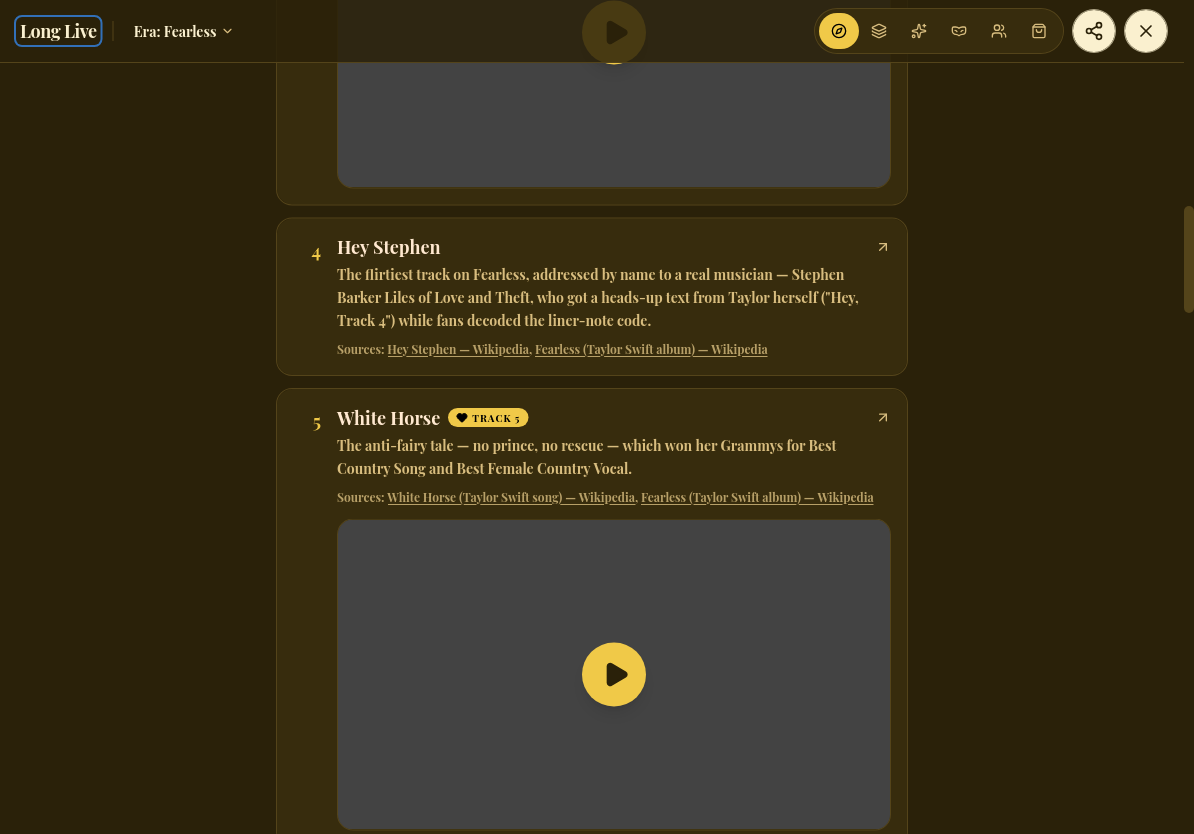 Long Live
Era: Fearless
4
Hey Stephen
The flirtiest track on Fearless, addressed by name to a real musician — Stephen
Barker Liles of Love and Theft, who got a heads-up text from Taylor herself ("Hey,
Track 4") while fans decoded the liner-note code.
Sources: Hey Stephen — Wikipedia, Fearless (Taylor Swift album) — Wikipedia
5
White Horse
TRACK 5
The anti-fairy tale — no prince, no rescue — which won her Grammys for Best
Country Song and Best Female Country Vocal.
Sources: White Horse (Taylor Swift song) — Wikipedia, Fearless (Taylor Swift album) — Wikipedia